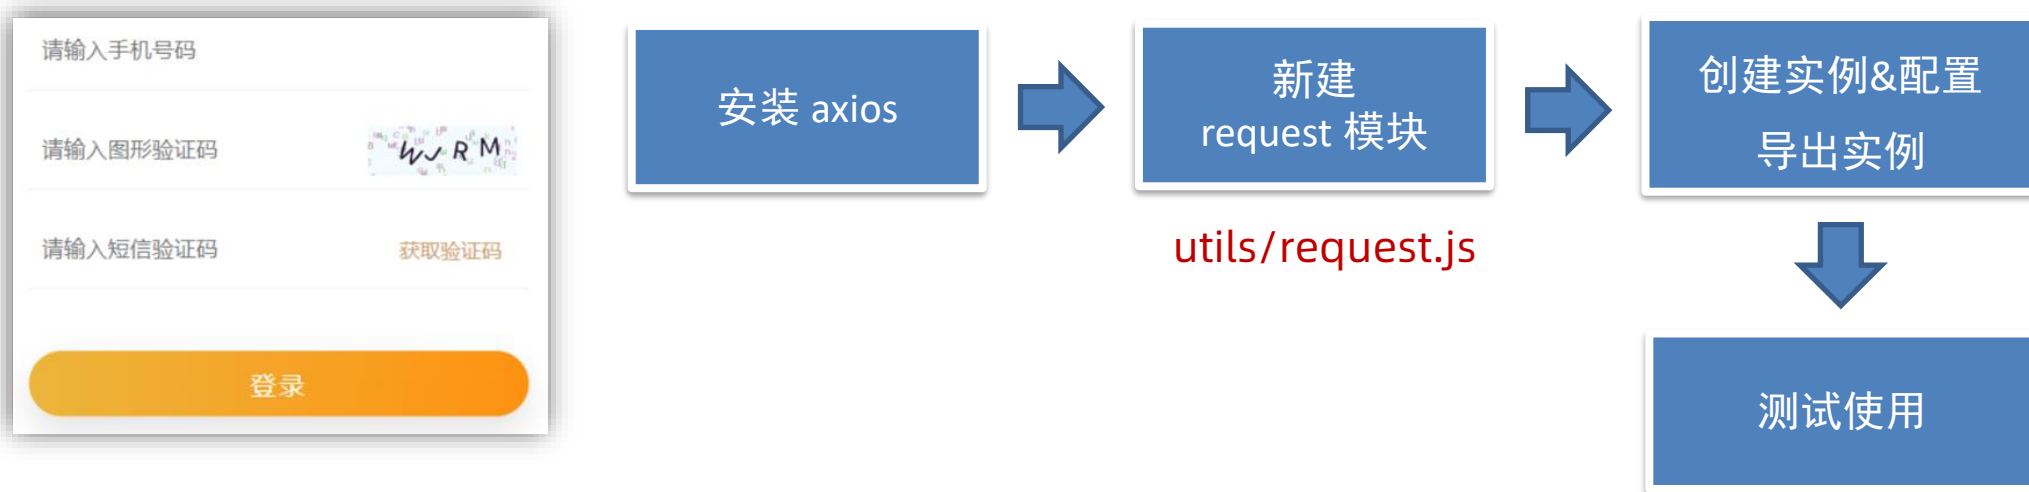 请输入手机号码
请输入图形验证码
WJRM
请输入短信验证码 获取验证码
登录
安装 axios
新建
request 模块
utils/request.js
创建实例&配置
导出实例
测试使用